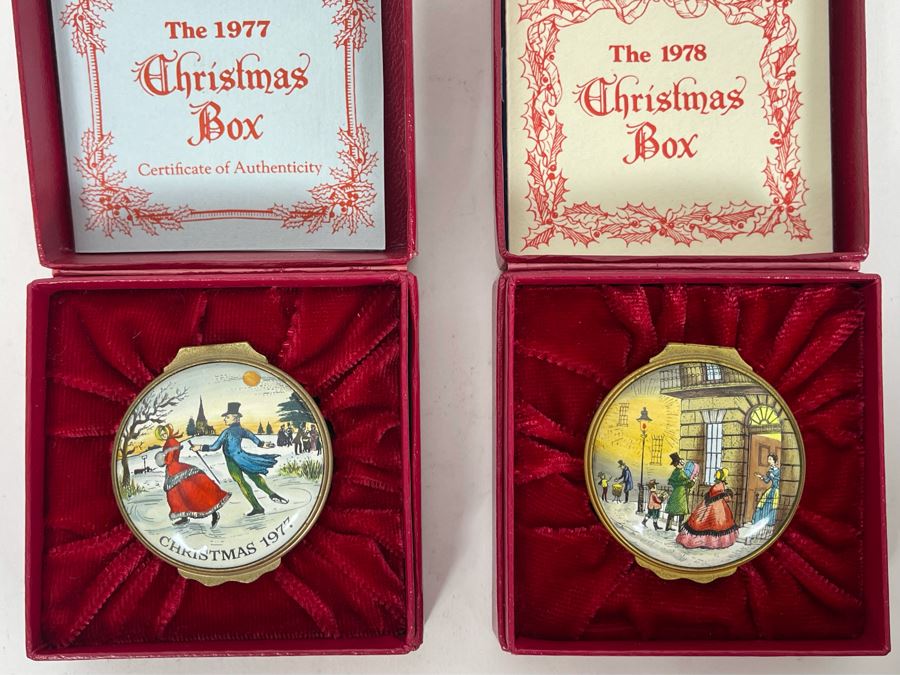 The 1977
Christmas
Box
Certificate of Authenticity
The 1978
Christmas
Box
CHRISTMAS 1977